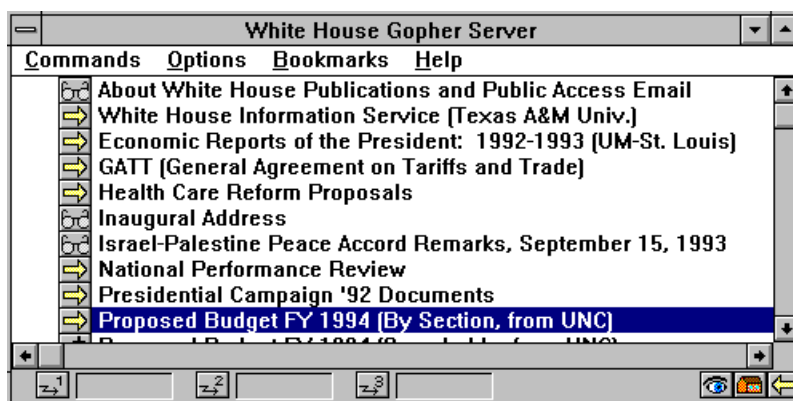 White House Gopher Server
Commands Options Bookmarks Help
About White House Publications and Public Access Email
White House Information Service (Texas A&M Univ.)
Economic Reports of the President: 1992-1993 (UM-St. Louis)
GATT (General Agreement on Tariffs and Trade)
Health Care Reform Proposals
Inaugural Address
Israel-Palestine Peace Accord Remarks, September 15, 1993
National Performance Review
Presidential Campaign '92 Documents
Proposed Budget FY 1994 (By Section, from UNC)
1 2 3